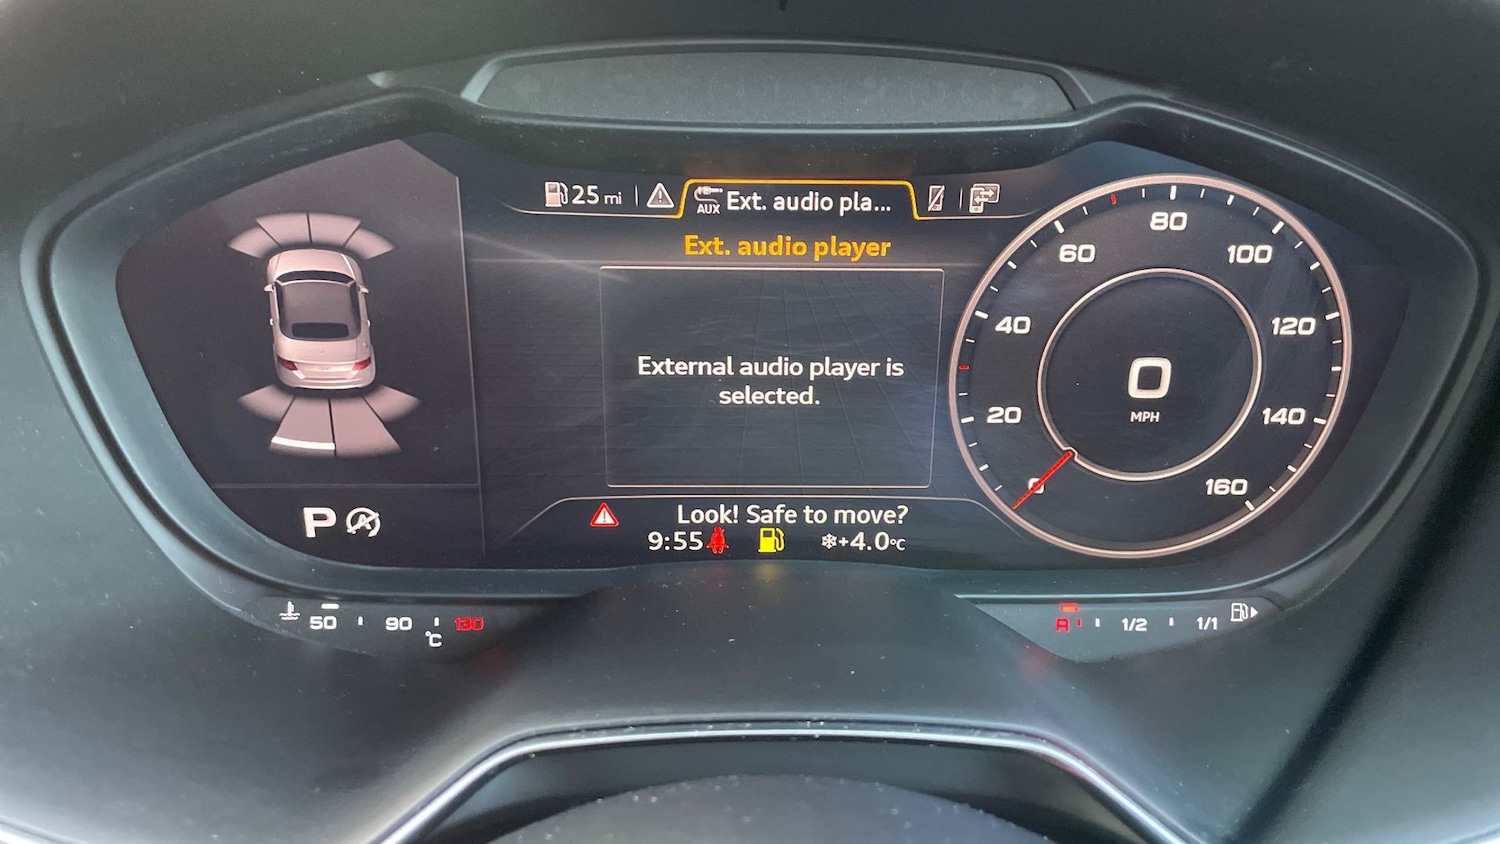 25 mi
AUX Ext. audio pla...
Ext. audio player
External audio player is
selected.
Look! Safe to move?
9:55 +4.0°C
P A
0 20 40 60 80 100 120 140 160
0
MPH
50 90 130
°C
R 1/2 1/1